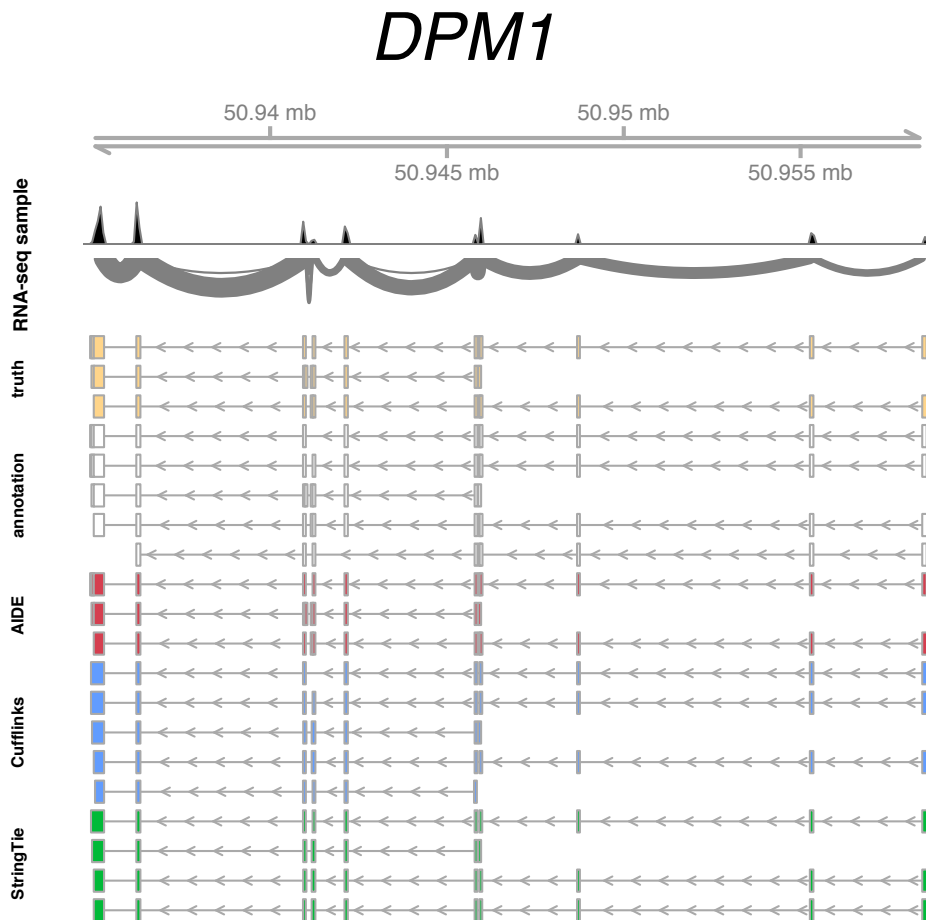 DPM1
50.94 mb
50.95 mb
50.945 mb
50.955 mb
RNA-seq sample
truth
annotation
AIDE
Cufflinks
StringTie